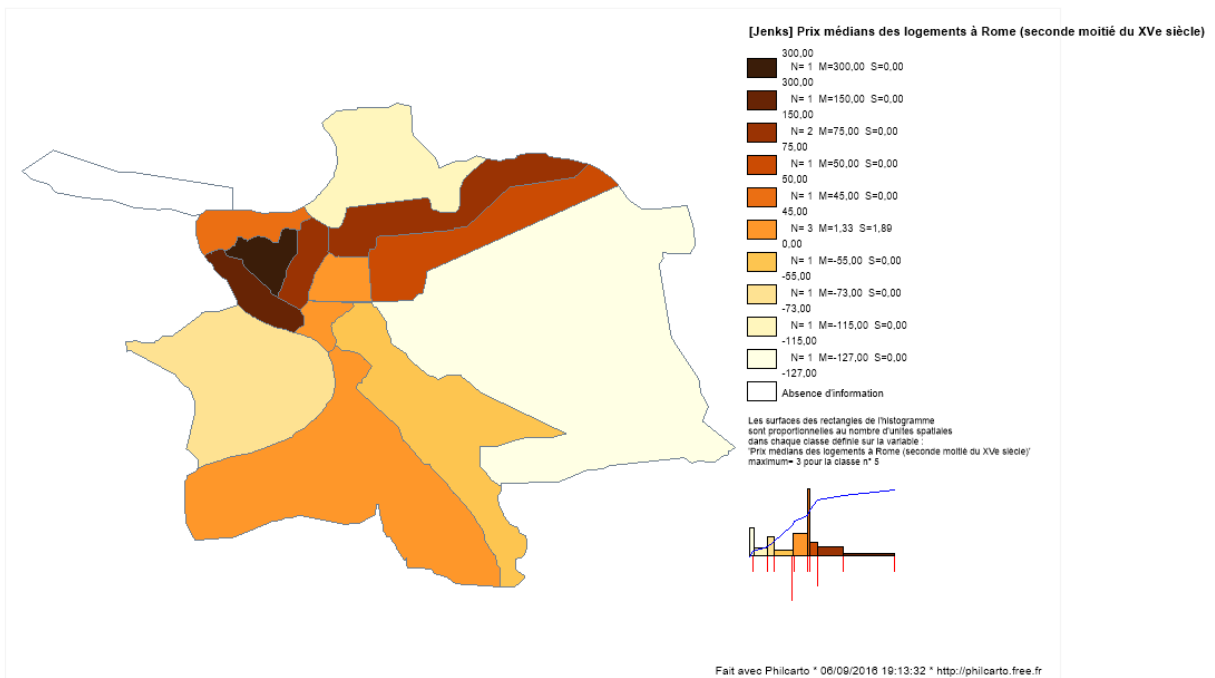 [Jenks] Prix médians des logements à Rome (seconde moitié du XVe siècle)
300,00
N= 1 M=300,00 S=0,00
300,00
N= 1 M=150,00 S=0,00
150,00
N= 2 M=75,00 S=0,00
75,00
N= 1 M=50,00 S=0,00
50,00
N= 1 M=45,00 S=0,00
45,00
N= 3 M=1,33 S=1,89
0,00
N= 1 M=-55,00 S=0,00
-55,00
N= 1 M=-73,00 S=0,00
-73,00
N= 1 M=-115,00 S=0,00
-115,00
N= 1 M=-127,00 S=0,00
-127,00
Absence d'information
Les surfaces des rectangles de l'histogramme
sont proportionnelles au nombre d'unites spatiales
dans chaque classe définie sur la variable :
'Prix médians des logements à Rome (seconde moitié du XVe siècle)'
maximum= 3 pour la classe n° 5
Fait avec Philcarto * 06/09/2016 19:13:32 * http://philcarto.free.fr